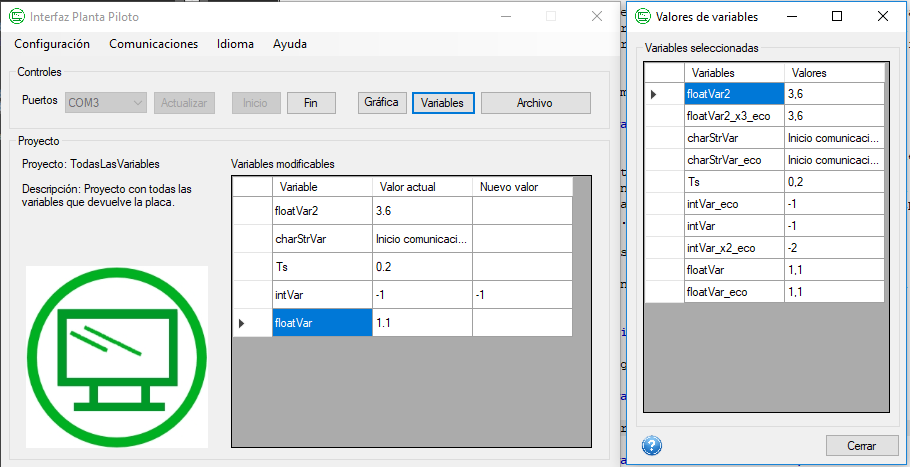 Interfaz Planta Piloto
Configuración Comunicaciones Idioma Ayuda
Controles
Puertos COM3 Actualizar Inicio Fin Gráfica Variables Archivo
Proyecto
Proyecto: TodasLasVariables
Descripción: Proyecto con todas las
variables que devuelve la placa.
Variables modificables
Variable Valor actual Nuevo valor
floatVar2 3.6
charStrVar Inicio comunicaci...
Ts 0.2
intVar -1 -1
floatVar 1.1
Valores de variables
Variables seleccionadas
Variables Valores
floatVar2 3,6
floatVar2_x3_eco 3,6
charStrVar Inicio comunicaci...
charStrVar_eco Inicio comunicaci...
Ts 0,2
intVar_eco -1
intVar -1
intVar_x2_eco -2
floatVar 1,1
floatVar_eco 1,1
Cerrar